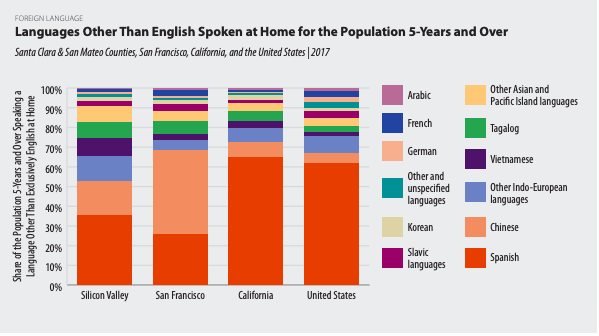 FOREIGN LANGUAGE
Languages Other Than English Spoken at Home for the Population 5-Years and Over
Santa Clara & San Mateo Counties, San Francisco, California, and the United States | 2017
Share of the Population 5-Years and Over Speaking a
Language Other Than Exclusively English at Home
100%
90%
80%
70%
60%
50%
40%
30%
20%
10%
0%
Silicon Valley
San Francisco
California
United States
Arabic
French
German
Other and
unspecified
languages
Korean
Slavic
languages
Other Asian and
Pacific Island languages
Tagalog
Vietnamese
Other Indo-European
languages
Chinese
Spanish